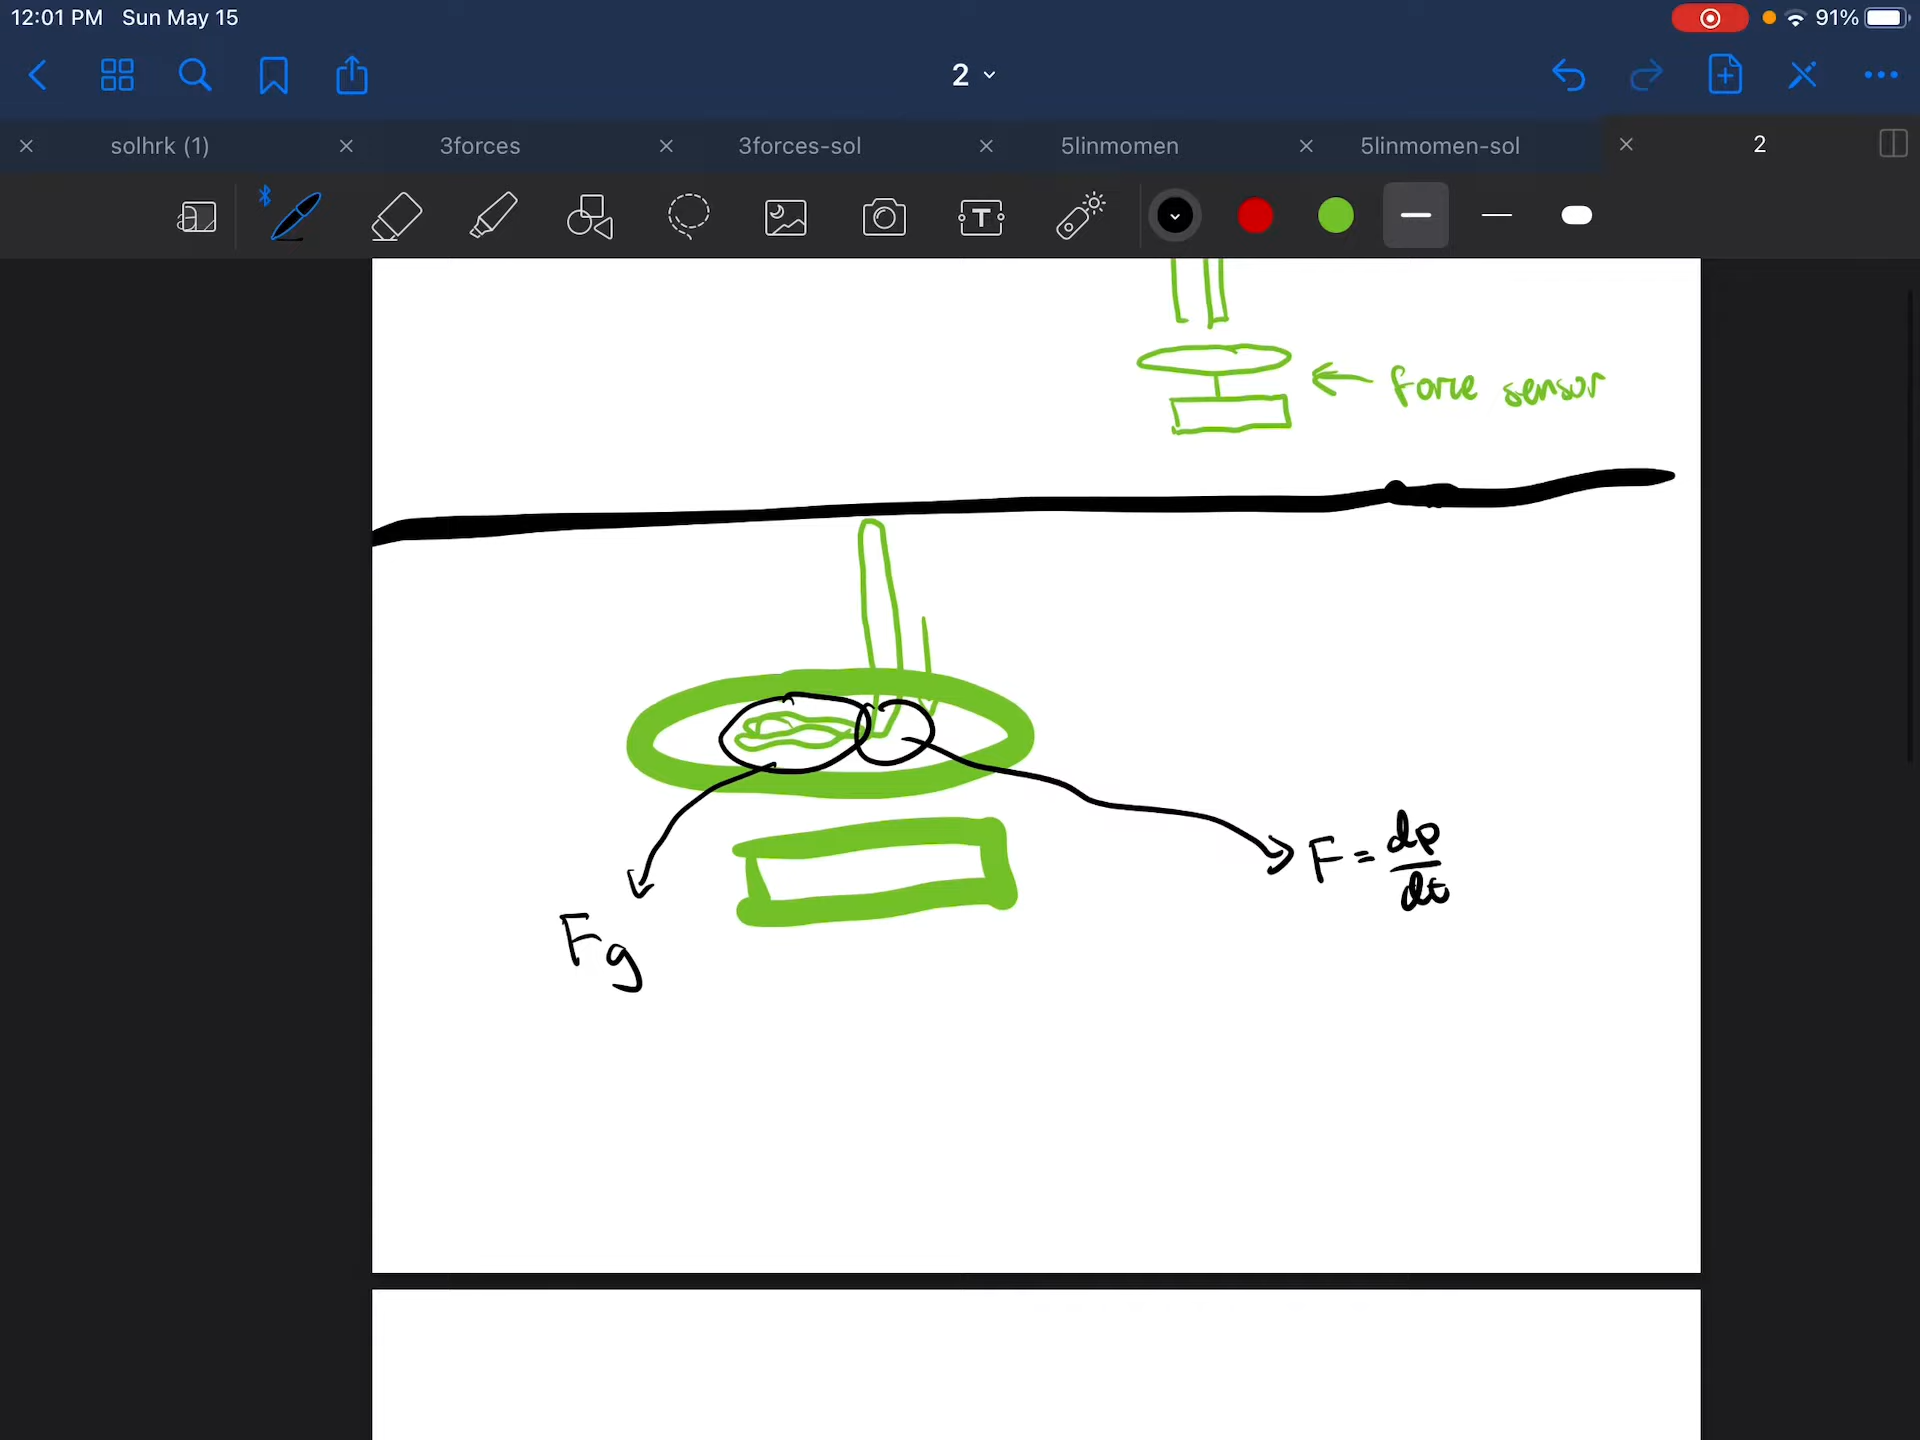 12:01 PM Sun May 15
91%
2
solhrk (1)
3forces
3forces-sol
5linmomen
5linmomen-sol
2
a
T
force sensor
F = dp
dt
Fg